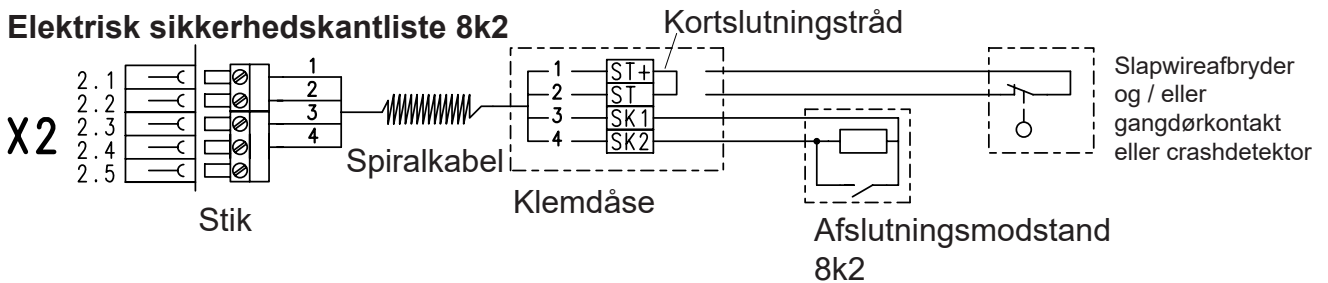 Elektrisk sikkerhedskantliste 8k2
Kortslutningstråd
X2
2.1
2.2
2.3
2.4
2.5
1
2
3
4
Stik
Spiralkabel
1 ST+
2 ST
3 SK1
4 SK2
Klemdåse
Afslutningsmodstand
8k2
Slapwireafbryder
og / eller
gangdørkontakt
eller crashdetektor